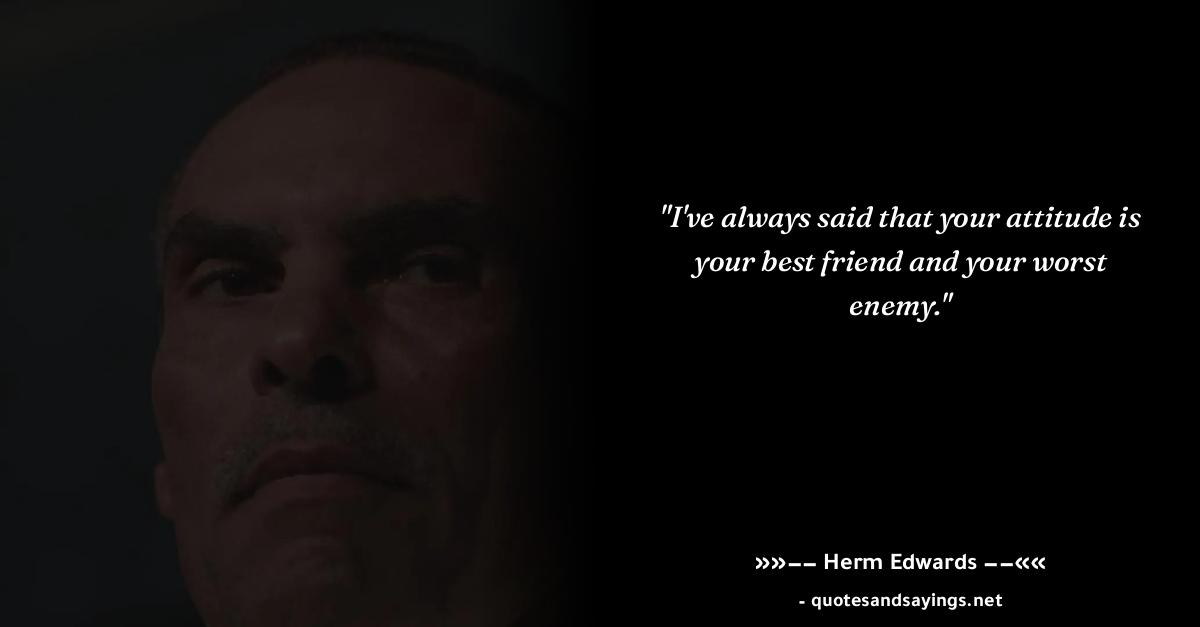 "I've always said that your attitude is
your best friend and your worst
enemy."
»»−− Herm Edwards −−««
- quotesandsayings.net